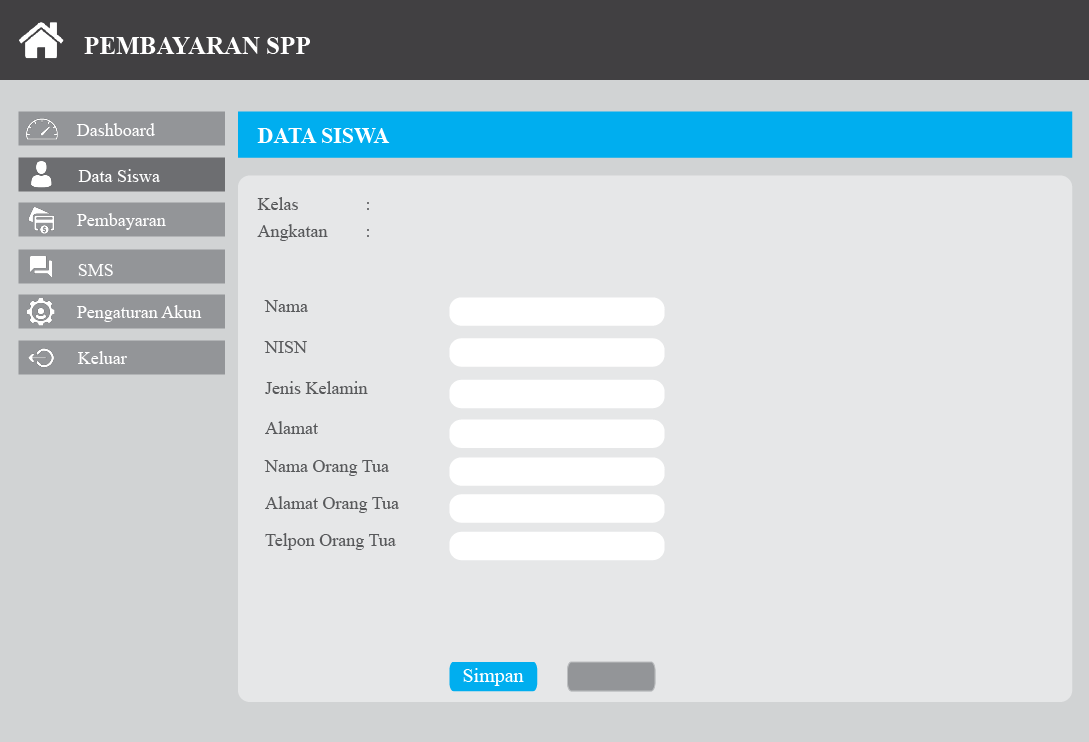 PEMBAYARAN SPP
Dashboard
Data Siswa
Pembayaran
SMS
Pengaturan Akun
Keluar
DATA SISWA
Kelas :
Angkatan :
Nama
NISN
Jenis Kelamin
Alamat
Nama Orang Tua
Alamat Orang Tua
Telpon Orang Tua
Simpan